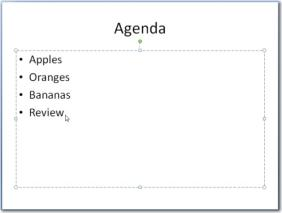 Agenda
• Apples
• Oranges
• Bananas
• Review